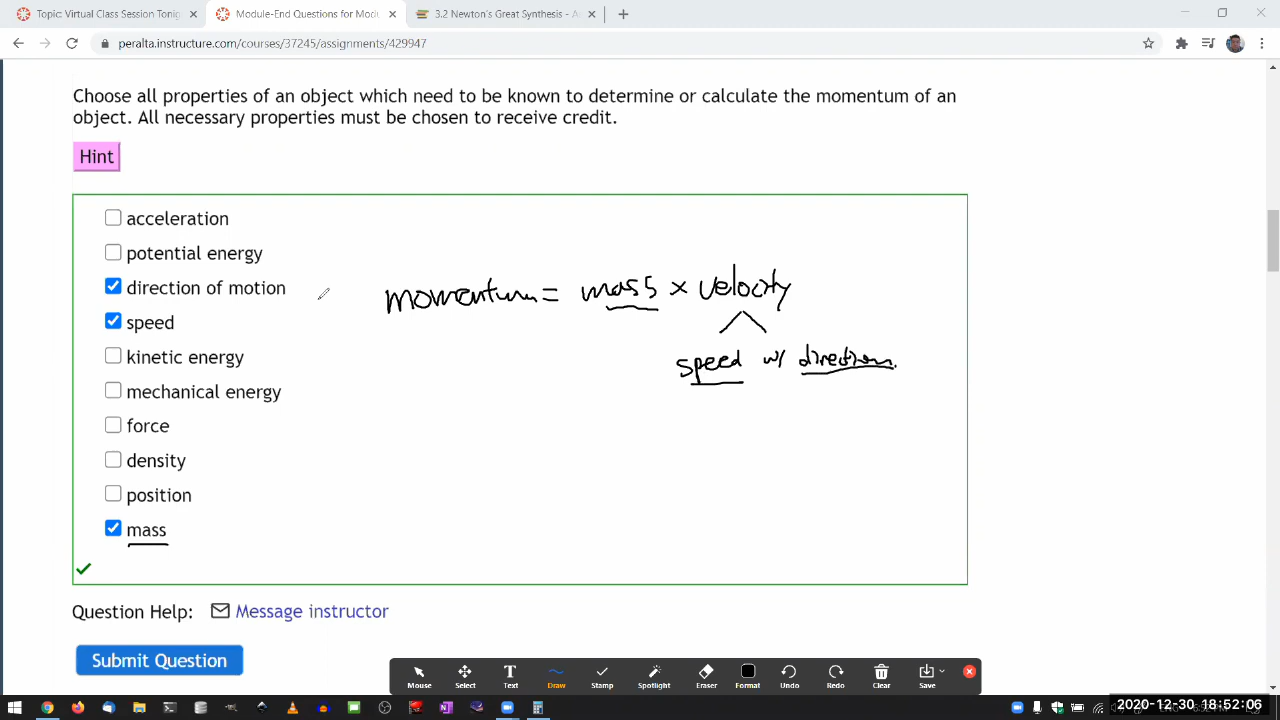 Topic: Virtual Class Session Tonig
Module-End Questions for Modu
3.2 Newton's Great Synthesis - A
peralta.instructure.com/courses/37245/assignments/429947
Choose all properties of an object which need to be known to determine or calculate the momentum of an
object. All necessary properties must be chosen to receive credit.
Hint
acceleration
potential energy
direction of motion
speed
kinetic energy
mechanical energy
force
density
position
mass
momentum = mass × velocity
speed w/ direction.
Question Help: Message instructor
Submit Question
Mouse Select Text Draw Stamp Spotlight Eraser Format Undo Redo Clear Save
2020-12-30 18:52:06